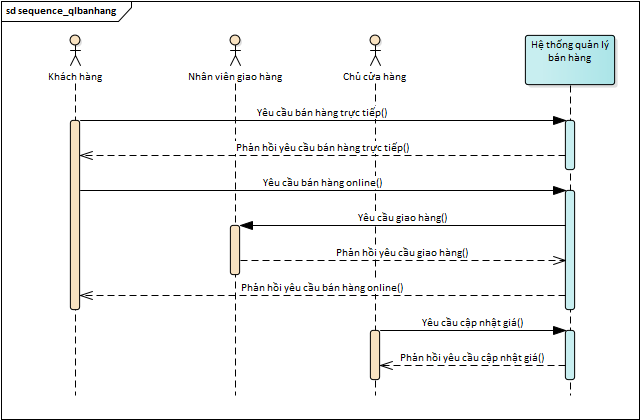 sd sequence_qlbanhang
Hệ thống quản lý
bán hàng
Khách hàng
Nhân viên giao hàng
Chủ cửa hàng
Yêu cầu bán hàng trực tiếp()
Phản hồi yêu cầu bán hàng trực tiếp()
Yêu cầu bán hàng online()
Yêu cầu giao hàng()
Phản hồi yêu cầu giao hàng()
Phản hồi yêu cầu bán hàng online()
Yêu cầu cập nhật giá()
Phản hồi yêu cầu cập nhật giá()